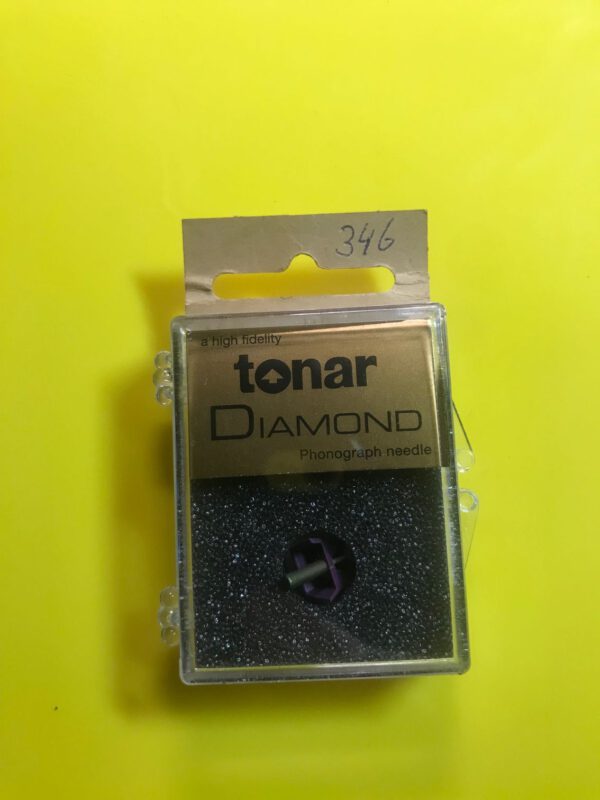 346
a high fidelity
tonar
DIAMOND
Phonograph needle